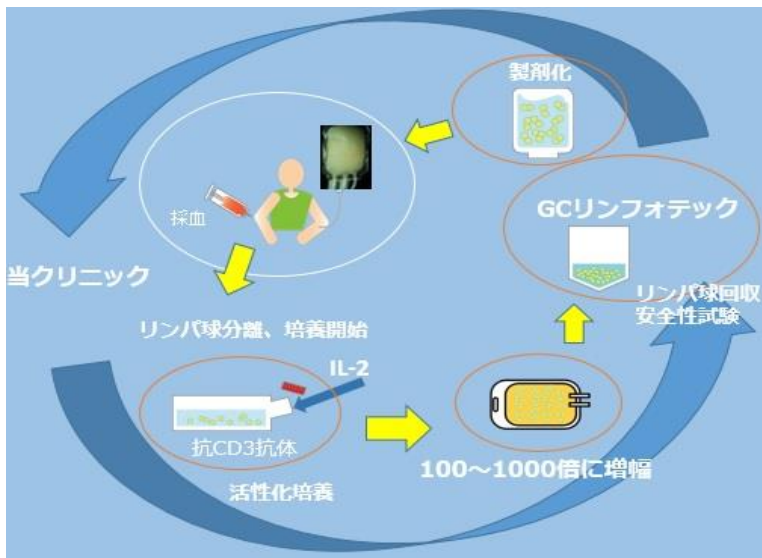 製剤化
採血
GCリンフォテック
当クリニック
リンパ球回収
安全性試験
リンパ球分離、培養開始
IL-2
抗CD3抗体
100～1000倍に増幅
活性化培養